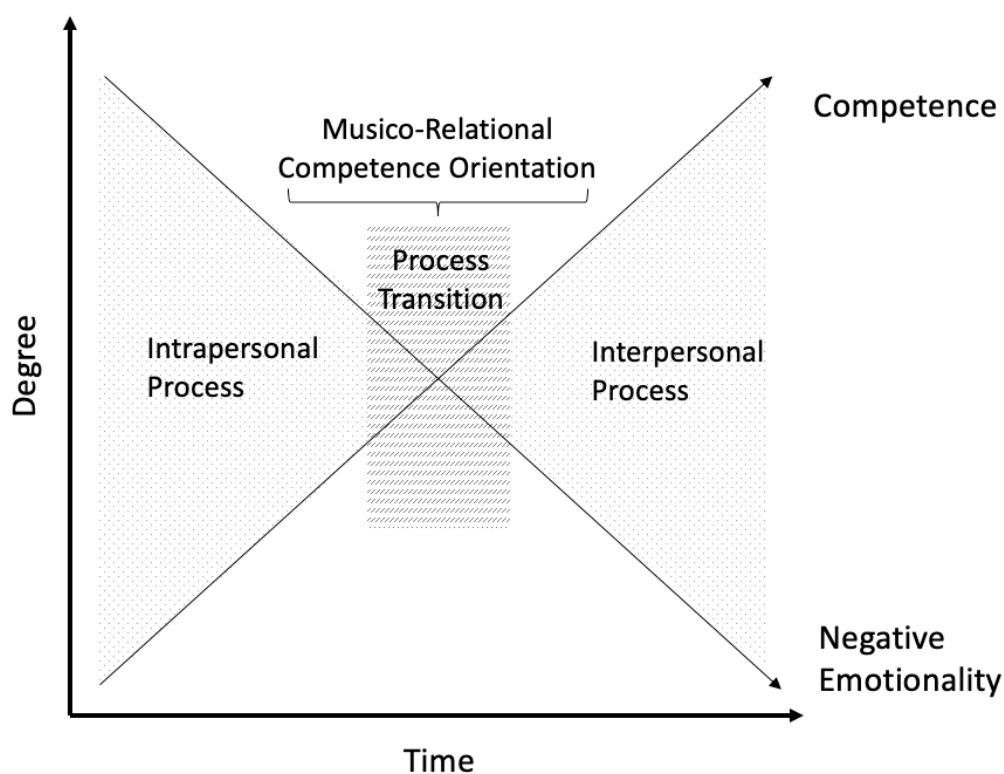 Competence
Musico-Relational
Competence Orientation
Process
Transition
Degree
Intrapersonal
Process
Interpersonal
Process
Negative
Emotionality
Time